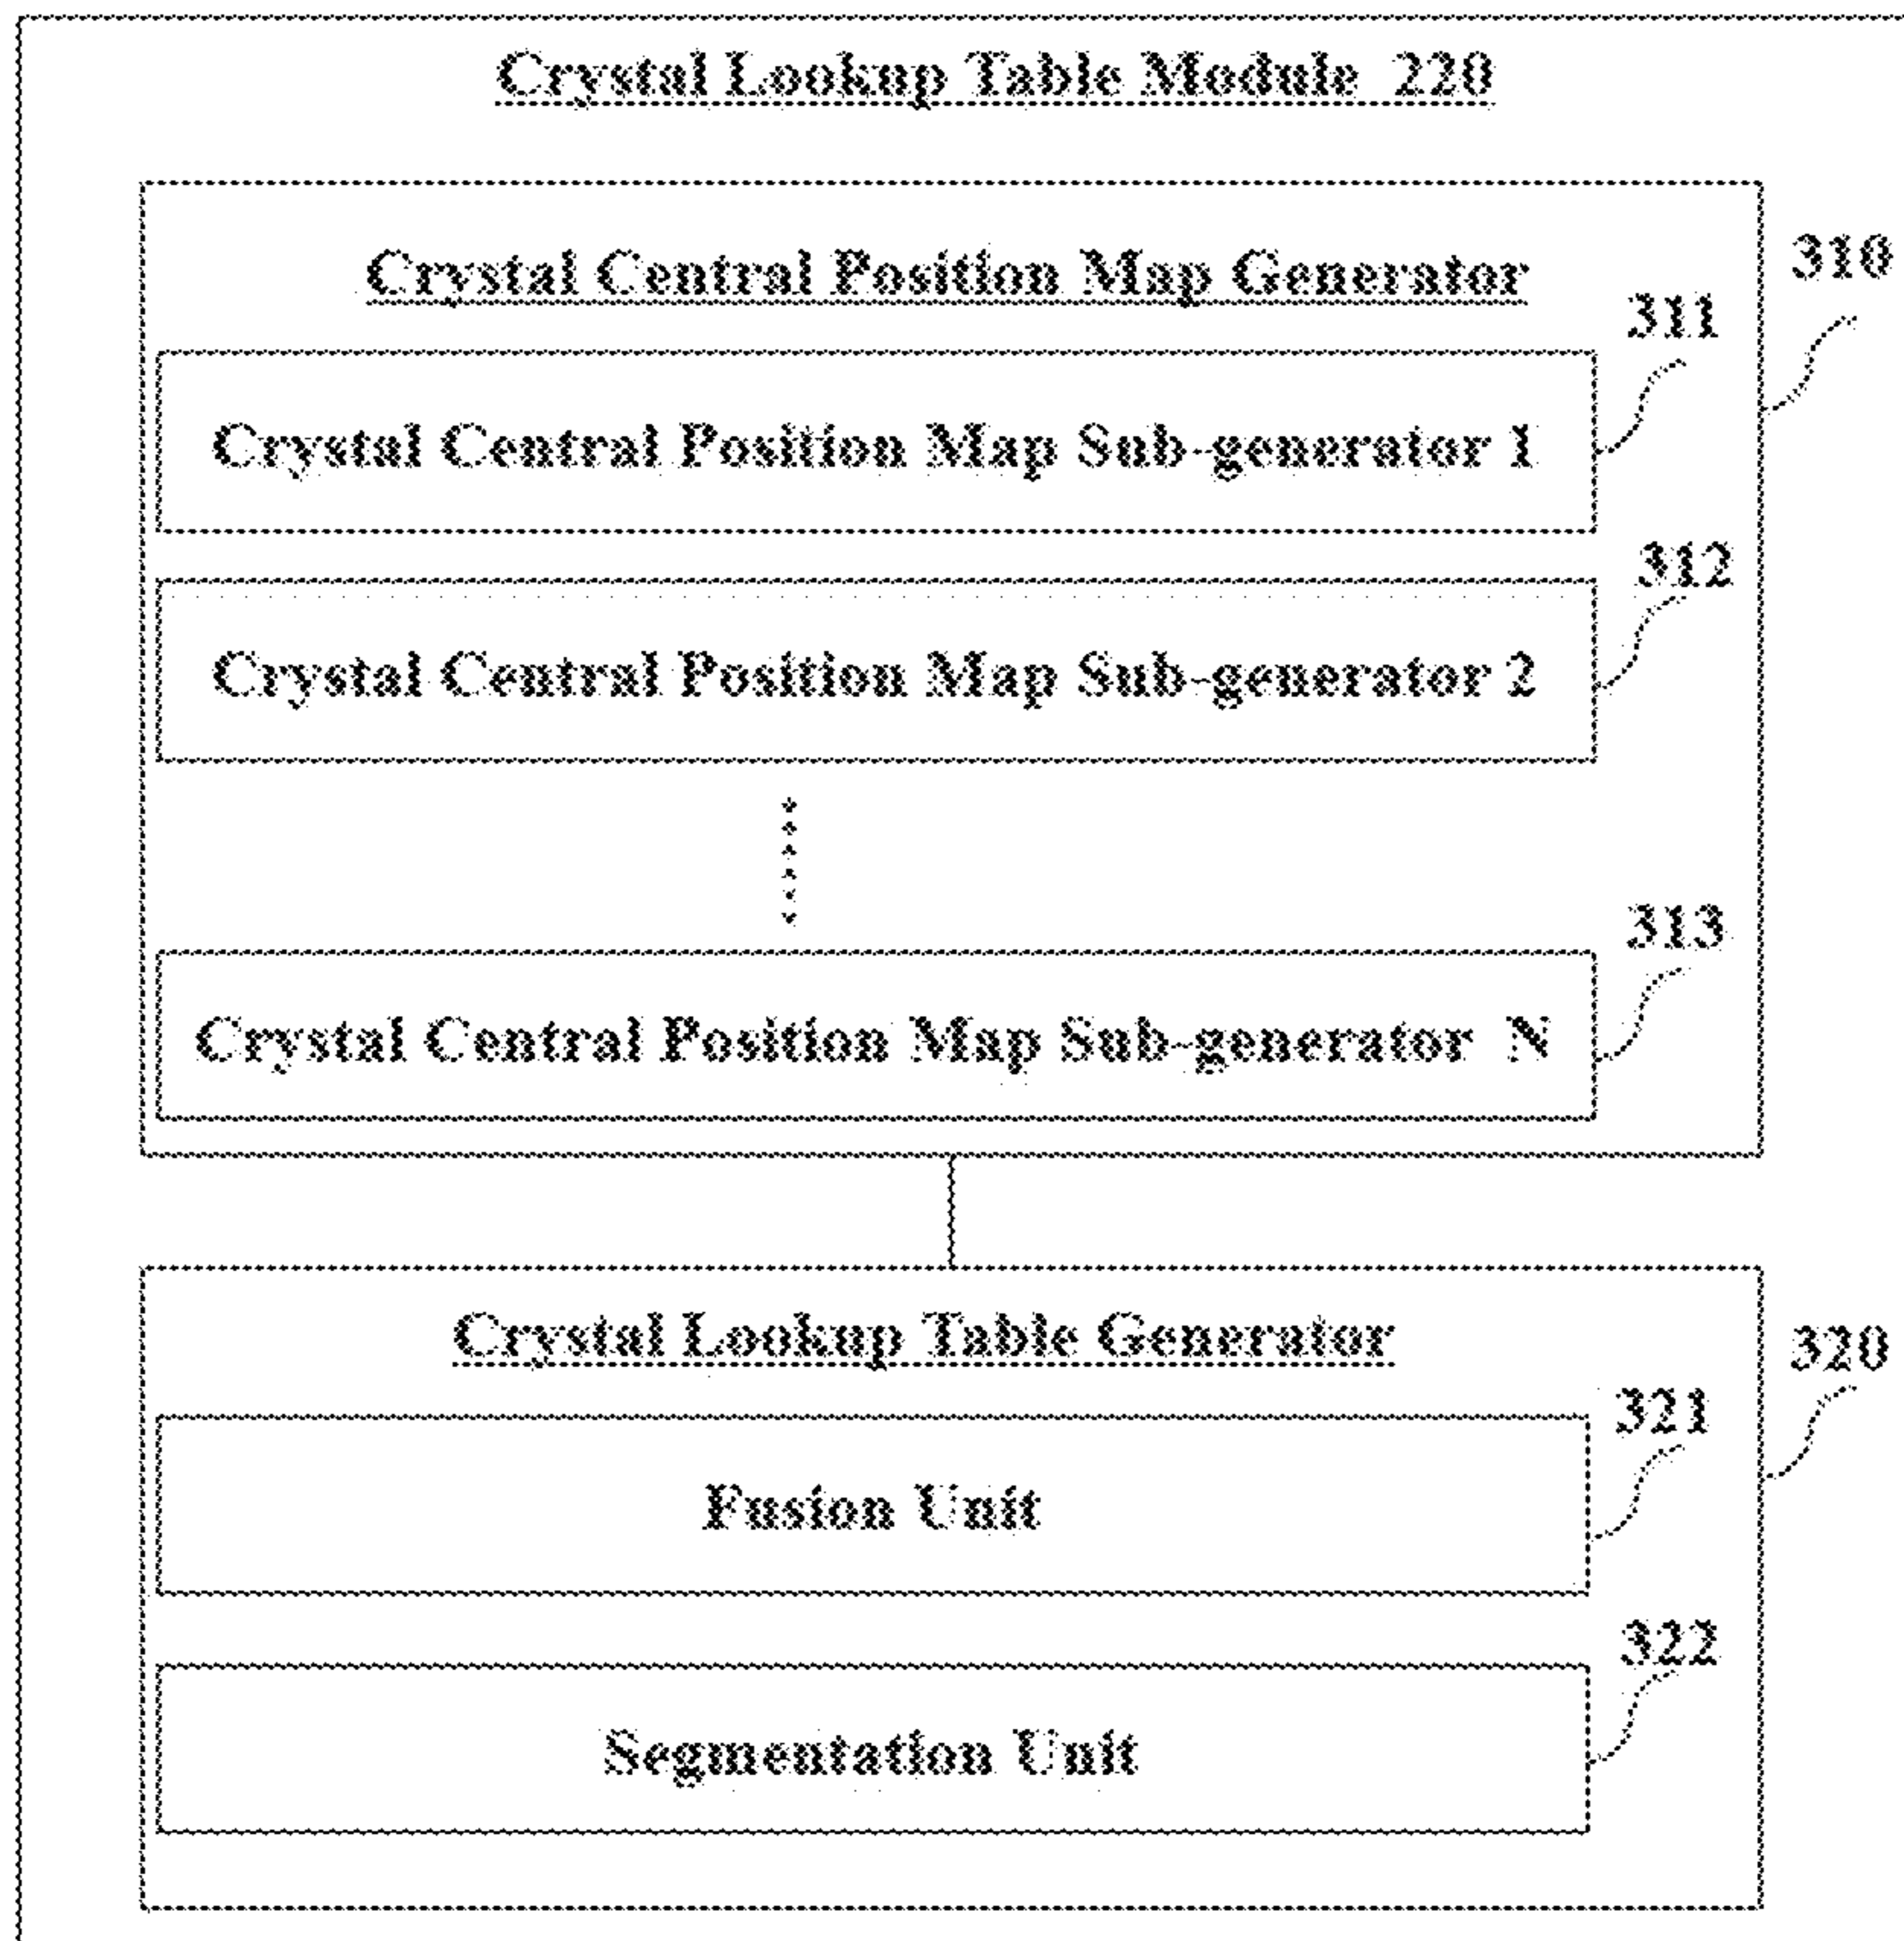 Crystal Lookup Table Module 220
Crystal Central Position Map Generator
310
311
Crystal Central Position Map Sub-generator 1
312
Crystal Central Position Map Sub-generator 2
313
Crystal Central Position Map Sub-generator N
Crystal Lookup Table Generator
320
321
Fusion Unit
322
Segmentation Unit